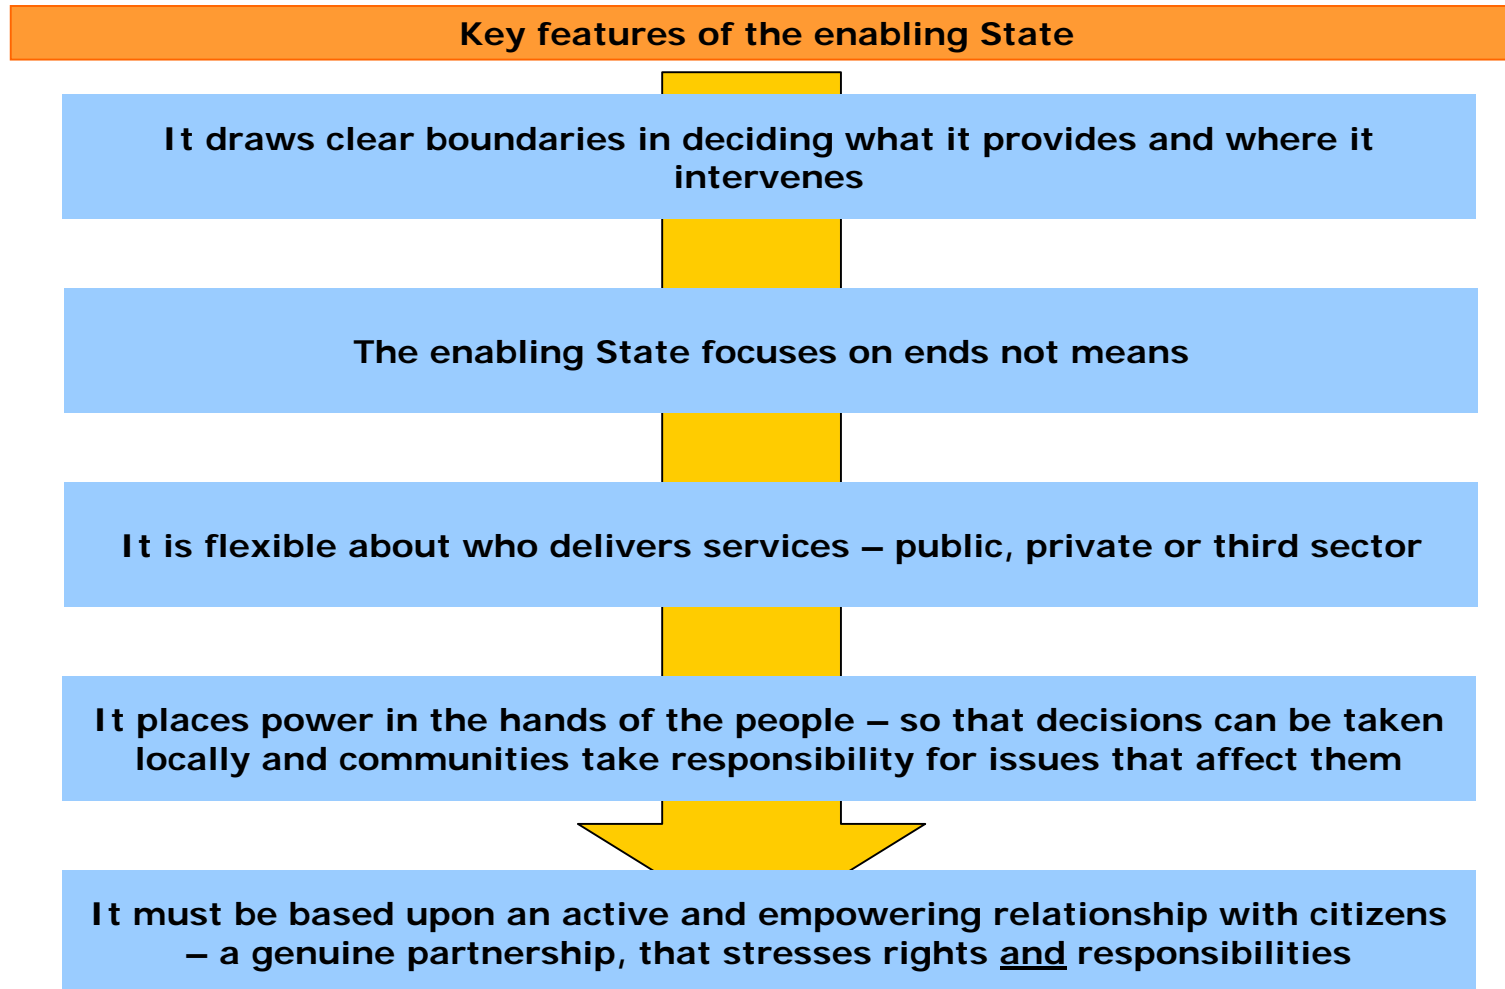 Key features of the enabling State
It draws clear boundaries in deciding what it provides and where it
intervenes
The enabling State focuses on ends not means
It is flexible about who delivers services – public, private or third sector
It places power in the hands of the people – so that decisions can be taken
locally and communities take responsibility for issues that affect them
It must be based upon an active and empowering relationship with citizens
– a genuine partnership, that stresses rights and responsibilities